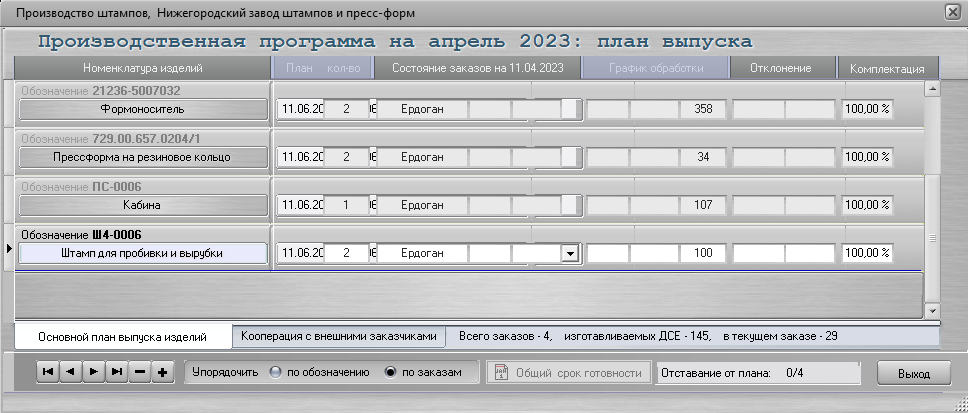 Производство штампов, Нижегородский завод штампов и пресс-форм
Производственная программа на апрель 2023: план выпуска
Номенклатура изделий План кол-во Состояние заказов на 11.04.2023 График обработки Отклонение Комплектация
Обозначение 21236-5007032
Формоноситель 11.06.20 2 Ердоган 358 100,00 %
Обозначение 729.00.657.0204/1
Прессформа на резиновое кольцо 11.06.20 2 Ердоган 34 100,00 %
Обозначение ПС-0006
Кабина 11.06.20 1 Ердоган 107 100,00 %
Обозначение Ш4-0006
Штамп для пробивки и вырубки 11.06.20 2 Ердоган 100 100,00 %
Основной план выпуска изделий Кооперация с внешними заказчиками Всего заказов - 4, изготавливаемых ДСЕ - 145, в текущем заказе - 29
Упорядочить по обозначению по заказам Общий срок готовности Отставание от плана: 0/4 Выход